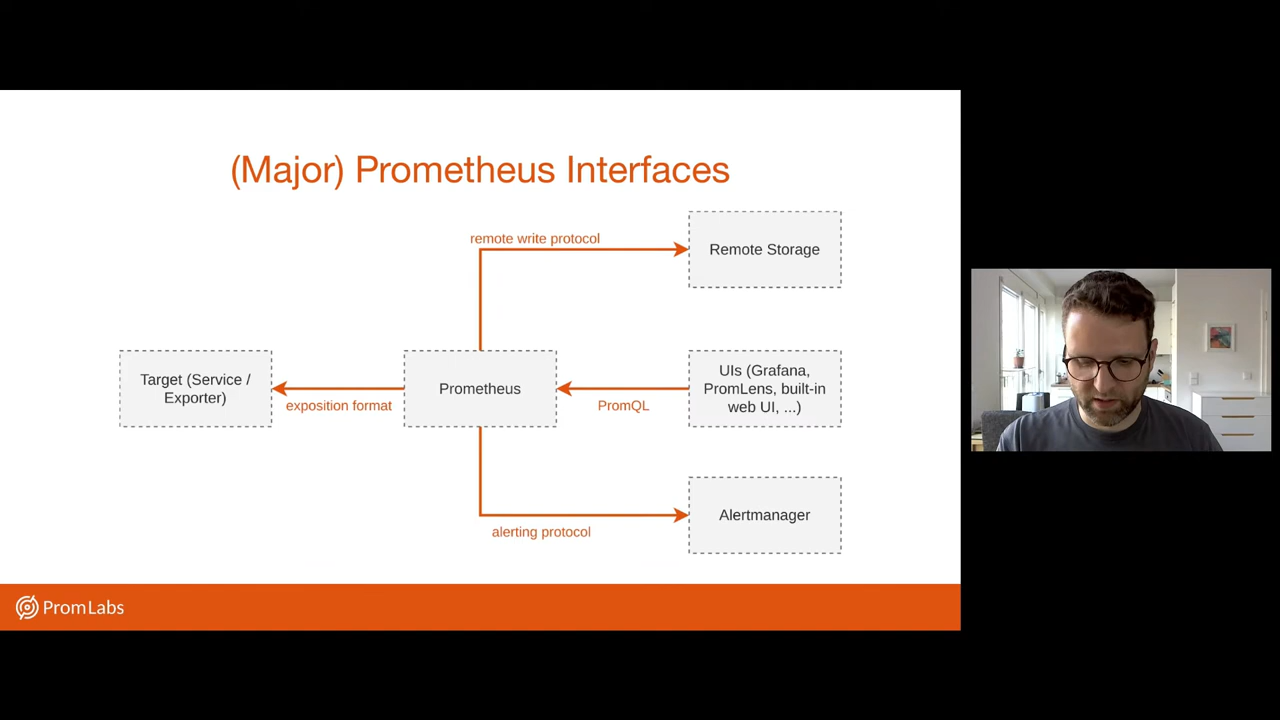 (Major) Prometheus Interfaces
remote write protocol
Remote Storage
Target (Service /
Exporter)
exposition format
Prometheus
PromQL
UIs (Grafana,
PromLens, built-in
web UI, ...)
alerting protocol
Alertmanager
PromLabs